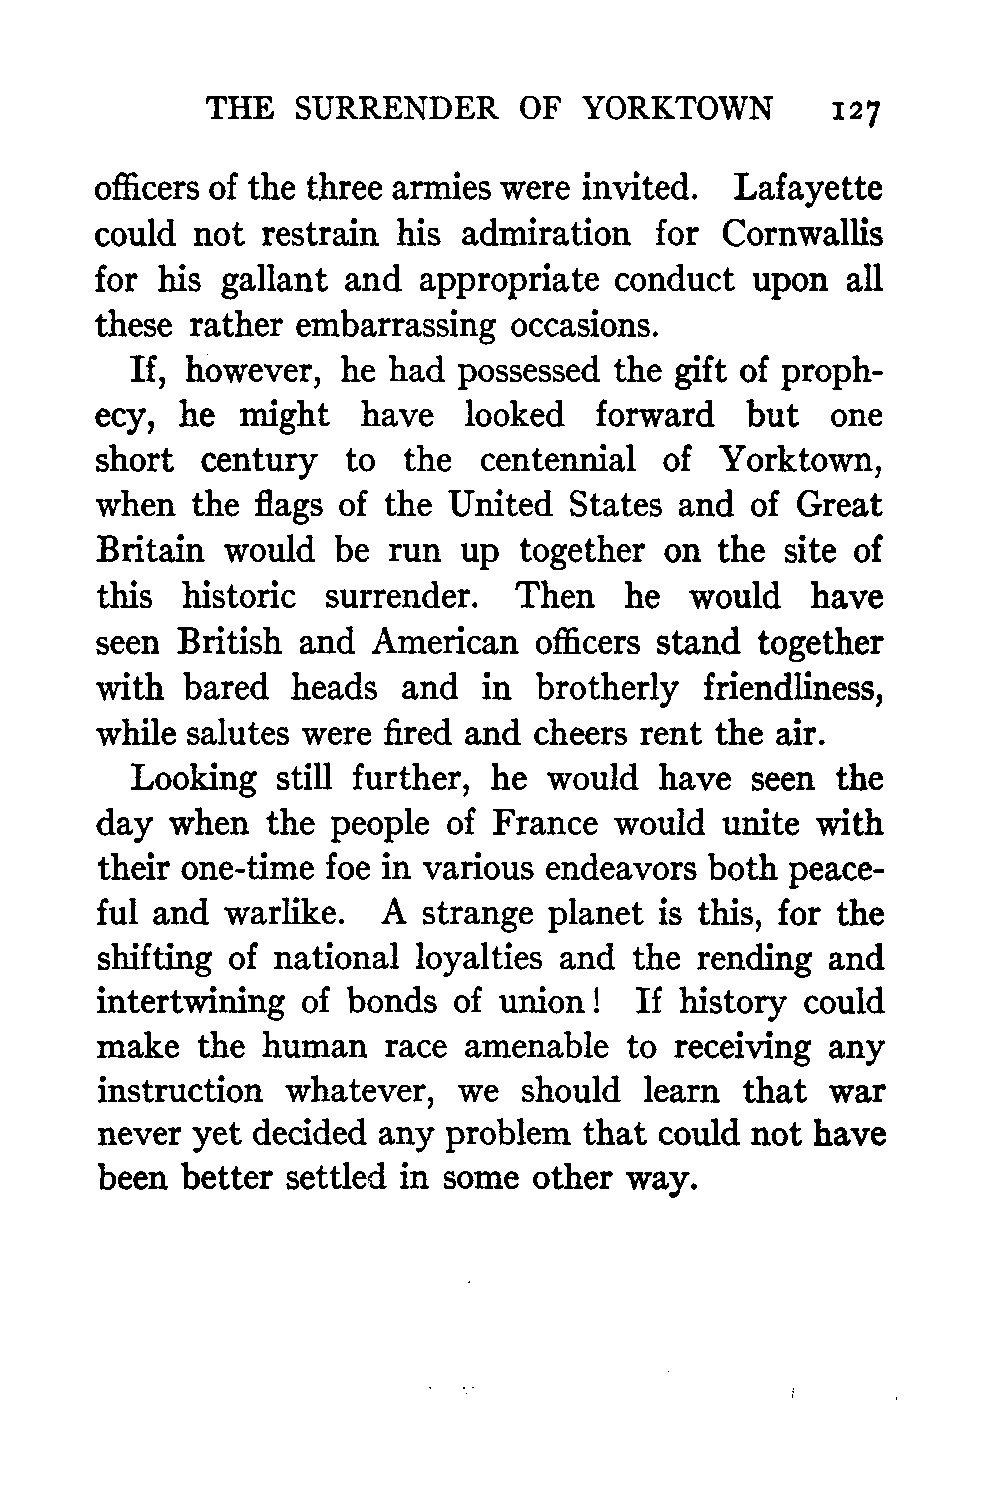 THE SURRENDER OF YORKTOWN 127
officers of the three armies were invited. Lafayette
could not restrain his admiration for Cornwallis
for his gallant and appropriate conduct upon all
these rather embarrassing occasions.
If, however, he had possessed the gift of proph-
ecy, he might have looked forward but one
short century to the centennial of Yorktown,
when the flags of the United States and of Great
Britain would be run up together on the site of
this historic surrender. Then he would have
seen British and American officers stand together
with bared heads and in brotherly friendliness,
while salutes were fired and cheers rent the air.
Looking still further, he would have seen the
day when the people of France would unite with
their one-time foe in various endeavors both peace-
ful and warlike. A strange planet is this, for the
shifting of national loyalties and the rending and
intertwining of bonds of union! If history could
make the human race amenable to receiving any
instruction whatever, we should learn that war
never yet decided any problem that could not have
been better settled in some other way.